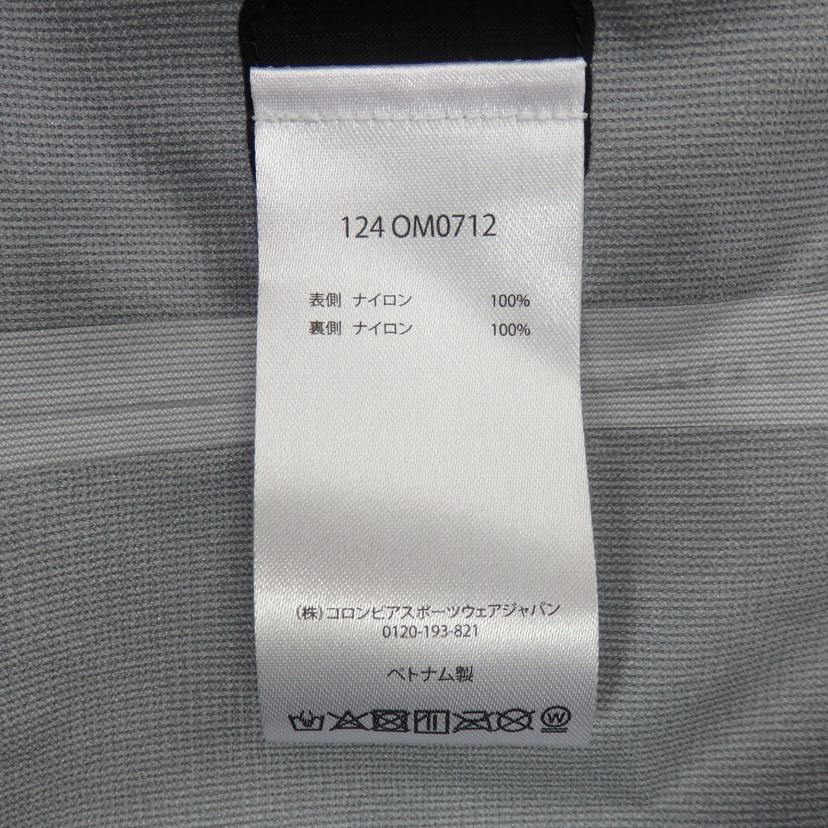 124 OM0712
表側 ナイロン 100%
裏側 ナイロン 100%
(株)コロンビアスポーツウェアジャパン
0120-193-821
ベトナム製
W